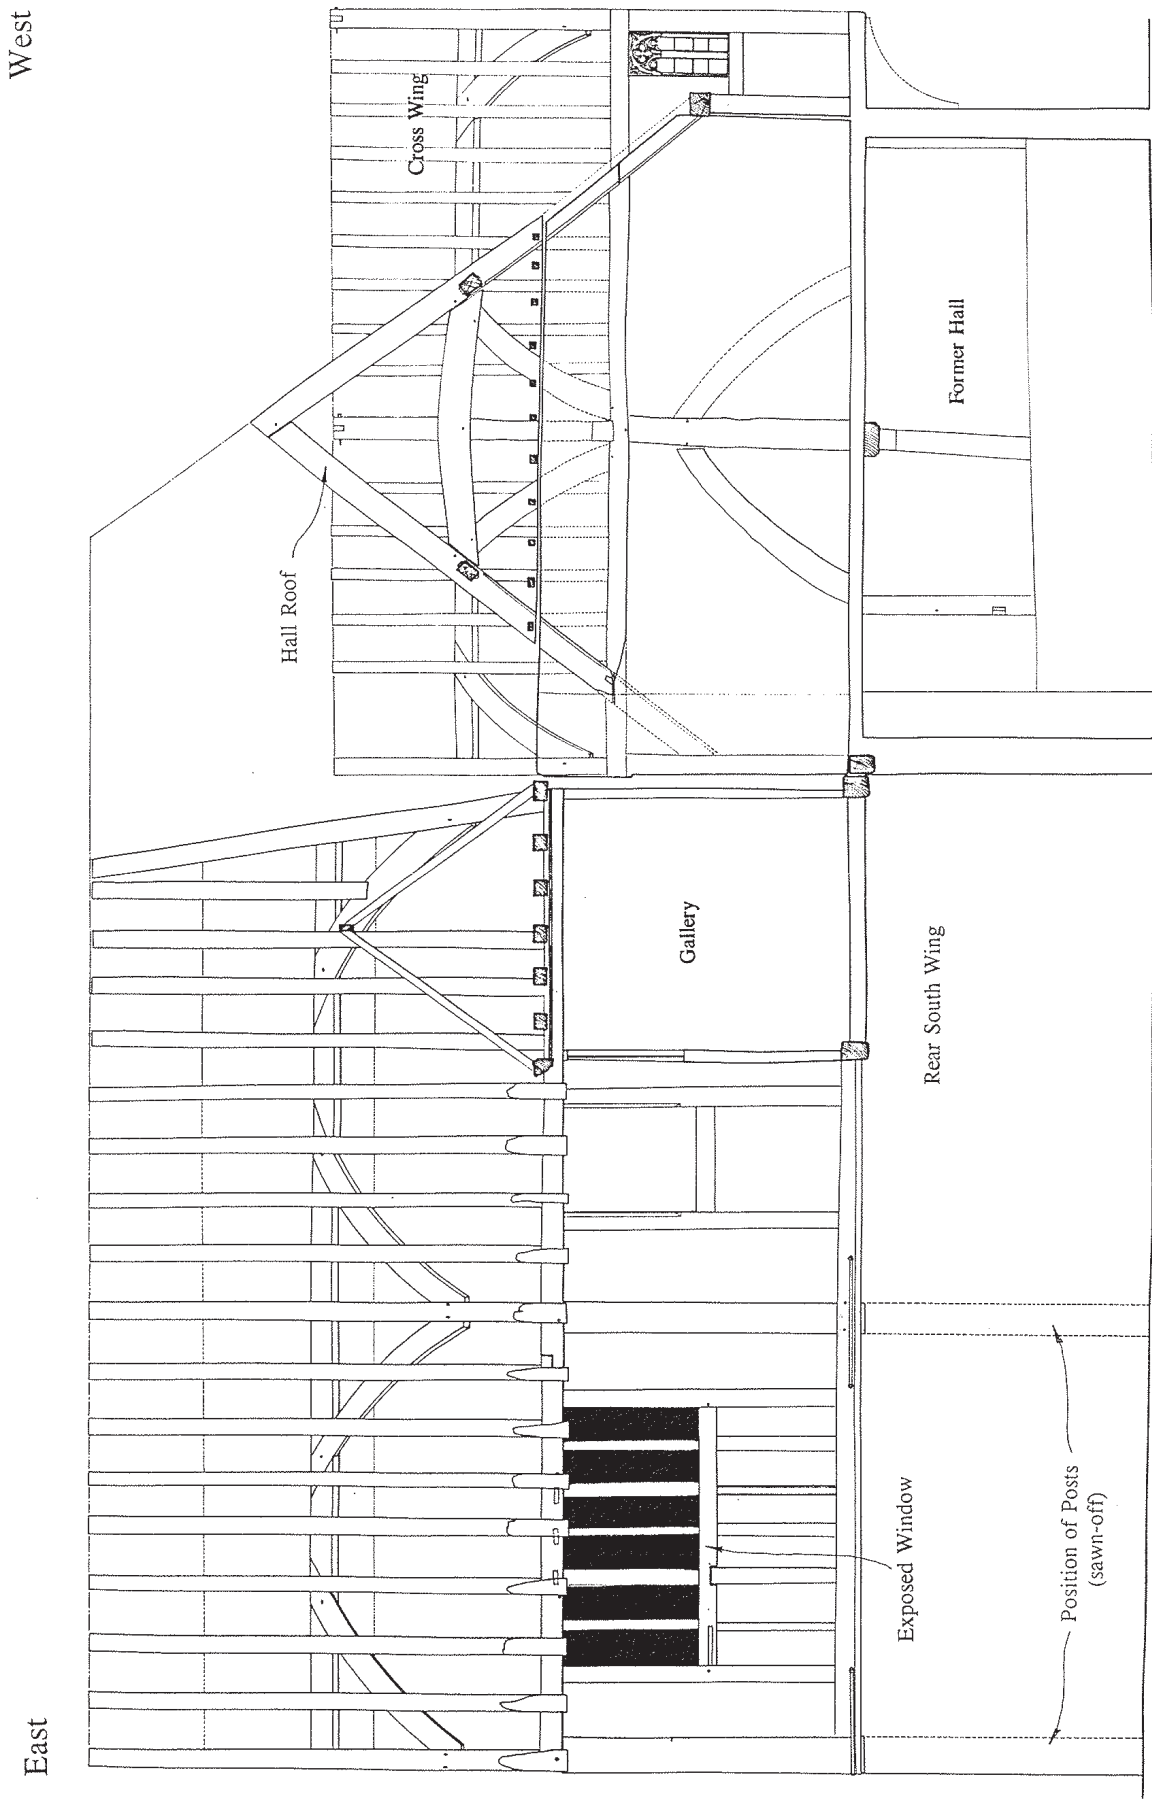 East
West
Hall Roof
Cross Wing
Gallery
Former Hall
Exposed Window
Rear South Wing
Position of Posts
(sawn-off)